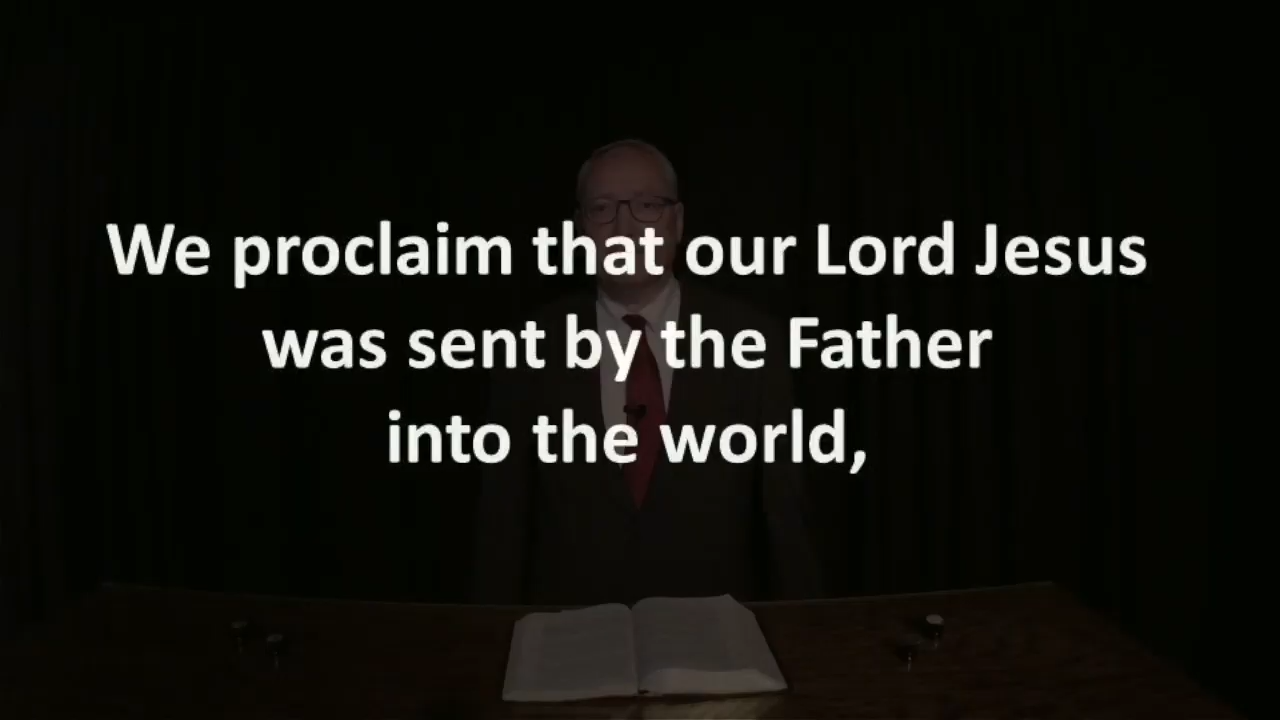 We proclaim that our Lord Jesus
was sent by the Father
into the world,